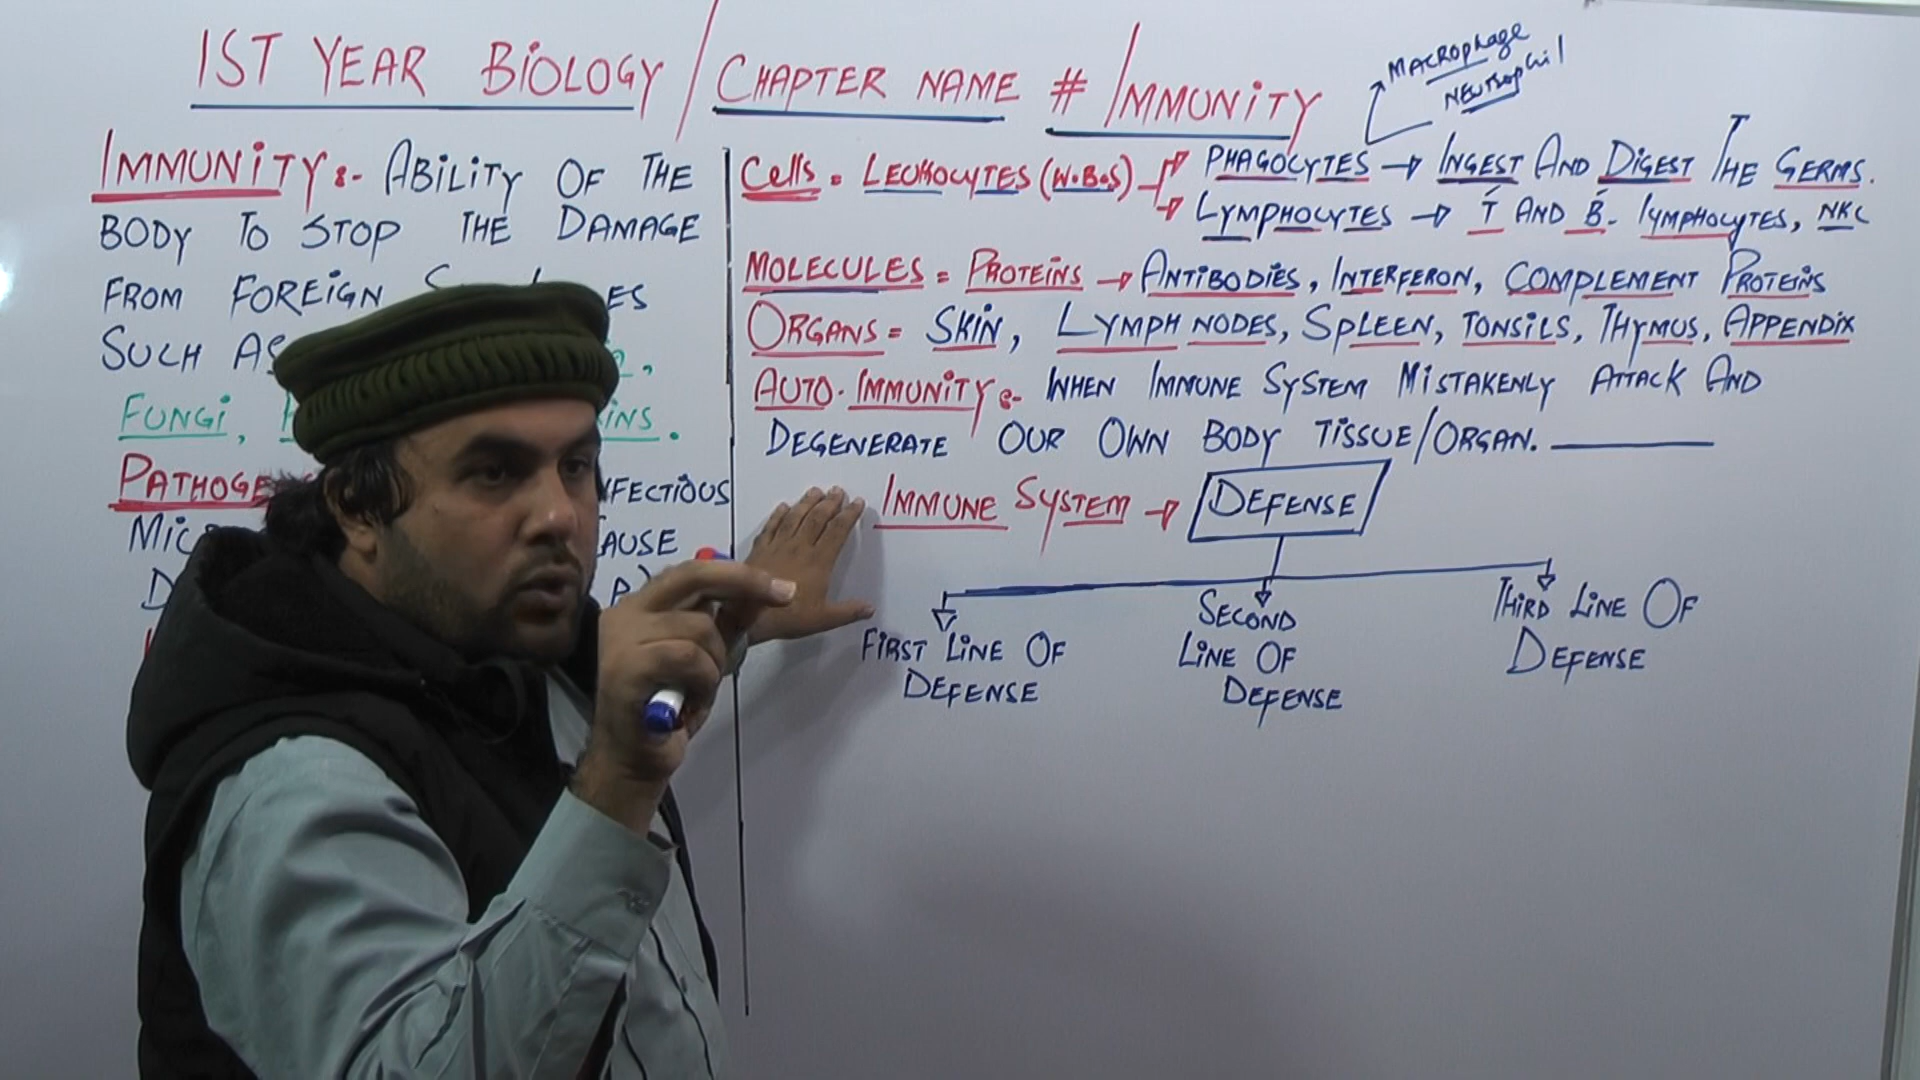 1ST YEAR BIOLOGY / CHAPTER NAME # IMMUNITY
MACROPHAGE
NEUTROPHIL
IMMUNITY:- ABILITY OF THE
BODY TO STOP THE DAMAGE
FROM FOREIGN
SUCH AS
FUNGI,
CAUSE
CELLS = LEUKOCYTES (W.B.S) → PHAGOCYTES → INGEST AND DIGEST THE GERMS.
→ LYMPHOCYTES → T AND B- LYMPHOCYTES, NKC
MOLECULES = PROTEINS → ANTIBODIES, INTERFERON, COMPLEMENT PROTEINS
ORGANS = SKIN, LYMPH NODES, SPLEEN, TONSILS, THYMUS, APPENDIX
AUTO-IMMUNITY:- WHEN IMMUNE SYSTEM MISTAKENLY ATTACK AND
DEGENERATE OUR OWN BODY TISSUE/ORGAN.
IMMUNE SYSTEM → DEFENSE
FIRST LINE OF
DEFENSE
SECOND
LINE OF
DEFENSE
THIRD LINE OF
DEFENSE